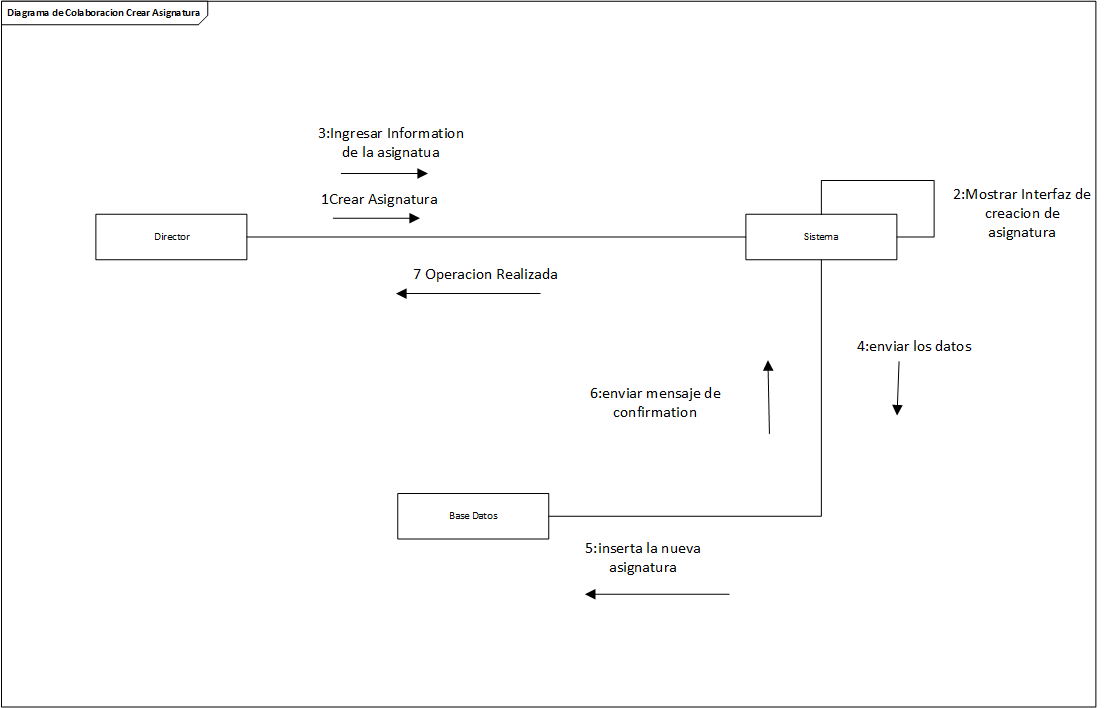 Diagrama de Colaboracion Crear Asignatura
3:Ingresar Information
de la asignatua
1Crear Asignatura
2:Mostrar Interfaz de
creacion de
asignatura
Director
Sistema
7 Operacion Realizada
4:enviar los datos
6:enviar mensaje de
confirmation
Base Datos
5:inserta la nueva
asignatura